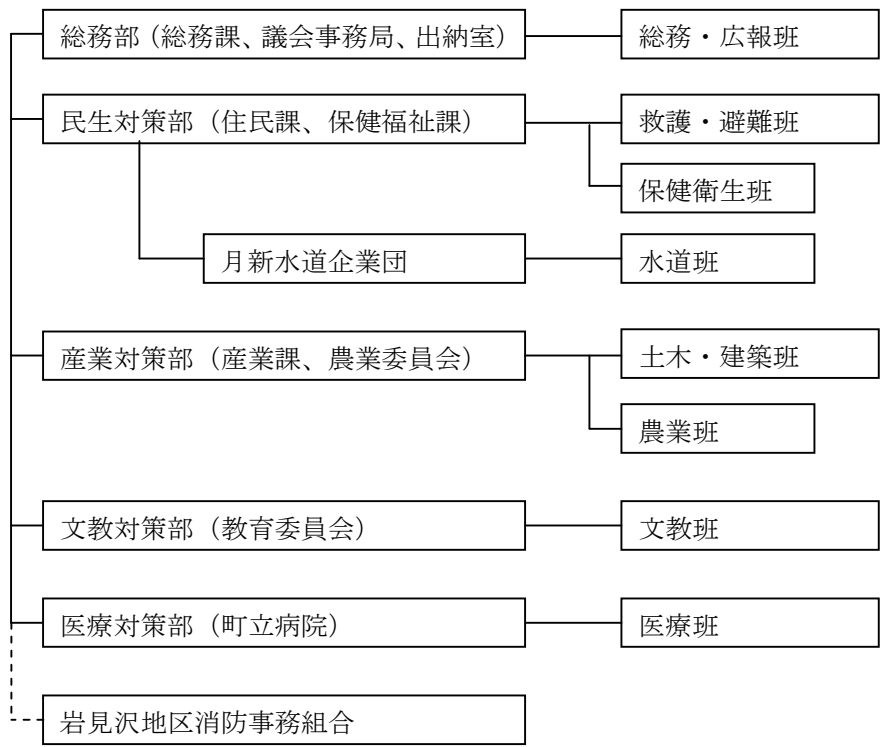 総務部（総務課、議会事務局、出納室）
総務・広報班
民生対策部（住民課、保健福祉課）
救護・避難班
保健衛生班
月新水道企業団
水道班
産業対策部（産業課、農業委員会）
土木・建築班
農業班
文教対策部（教育委員会）
文教班
医療対策部（町立病院）
医療班
岩見沢地区消防事務組合